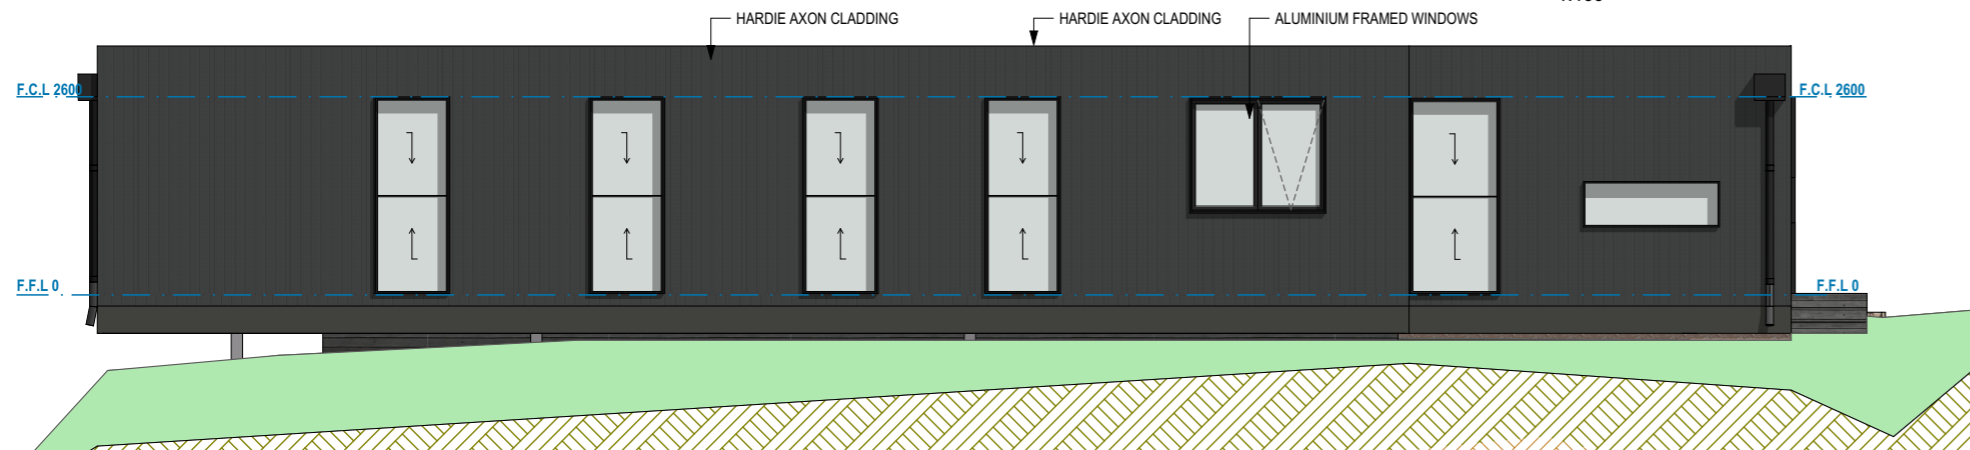 HARDIE AXON CLADDING
HARDIE AXON CLADDING
ALUMINIUM FRAMED WINDOWS
F.C.L 2600
F.C.L 2600
F.F.L 0
F.F.L 0